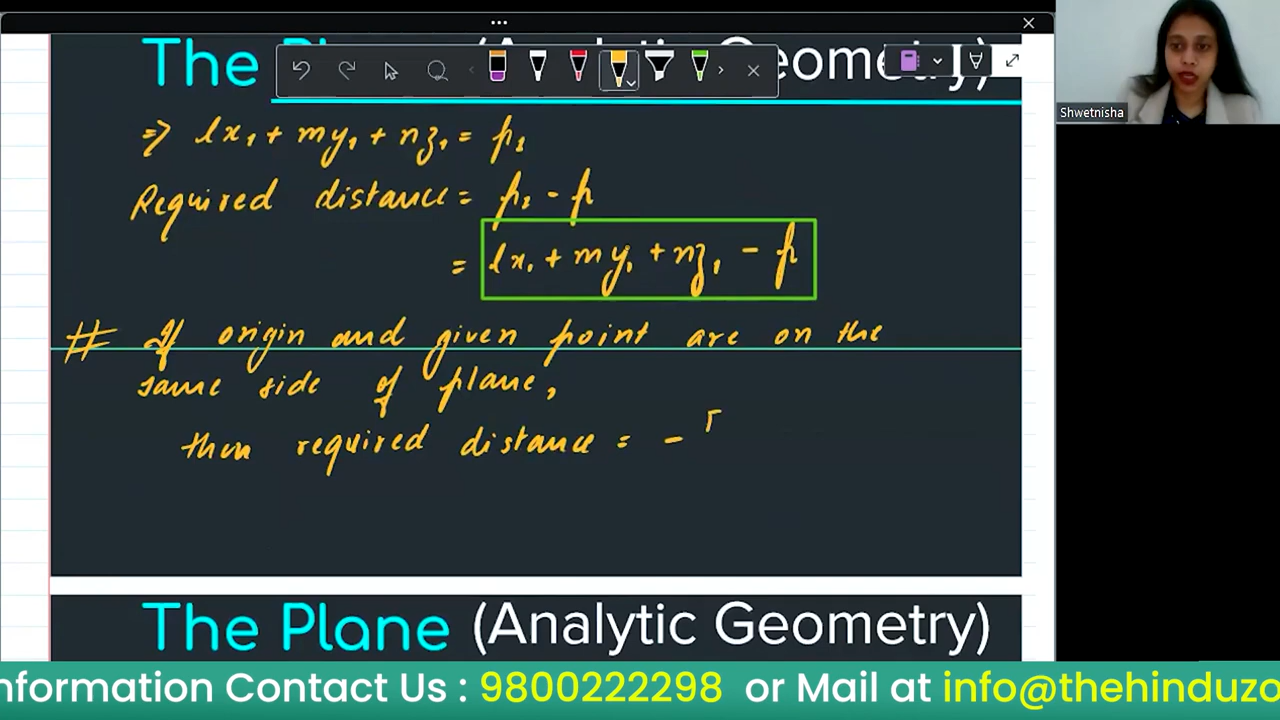 The Pl (Analytic Geometry)
Shwetnisha
=> lx₁ + my₁ + nz₁ = p₁
Required distance = p₁ - p
= lx₁ + my₁ + nz₁ - p
# If origin and given point are on the
same side of plane,
then required distance = - [
The Plane (Analytic Geometry)
nformation Contact Us : 9800222298 or Mail at info@thehinduzo